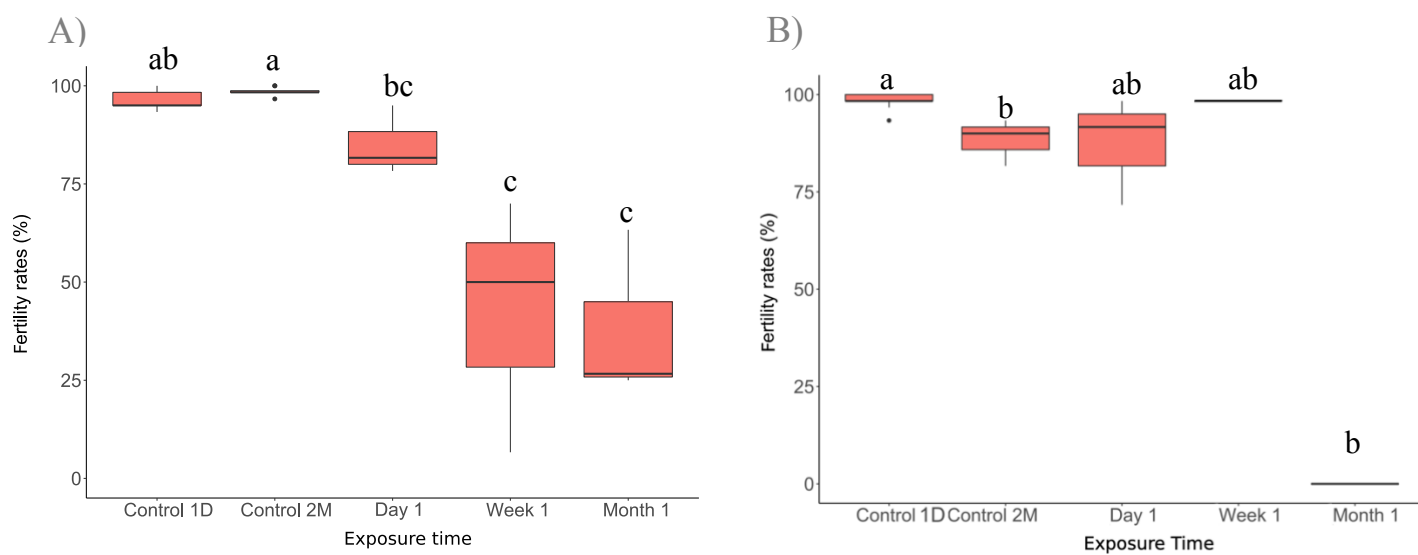 A)
ab
a
bc
c
c
100
75
50
25
0
Fertility rates (%)
Control 1D Control 2M Day 1 Week 1 Month 1
Exposure time
B)
a
b
ab
ab
b
100
75
50
25
0
Fertility rates (%)
Control 1D Control 2M Day 1 Week 1 Month 1
Exposure Time